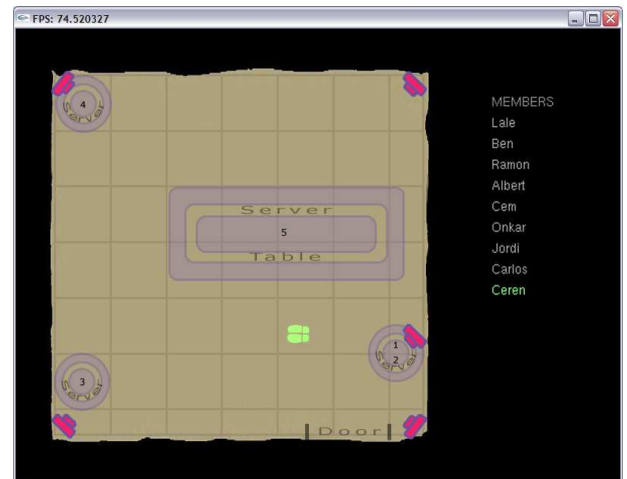 FPS: 74.520327
4
Server
MEMBERS
Lale
Ben
Ramon
Albert
Cem
Onkar
Jordi
Carlos
Ceren
Server
5
Table
1
2
Server
3
Server
Door